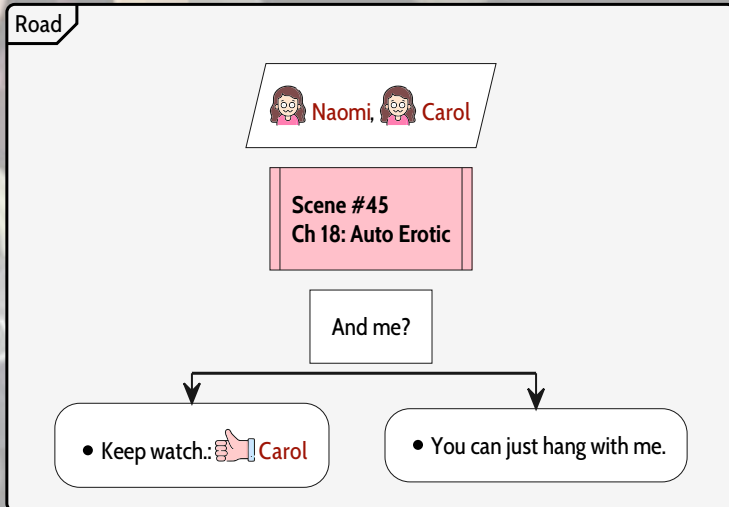 Road
Naomi, Carol
Scene #45
Ch 18: Auto Erotic
And me?
• Keep watch.: Carol
• You can just hang with me.